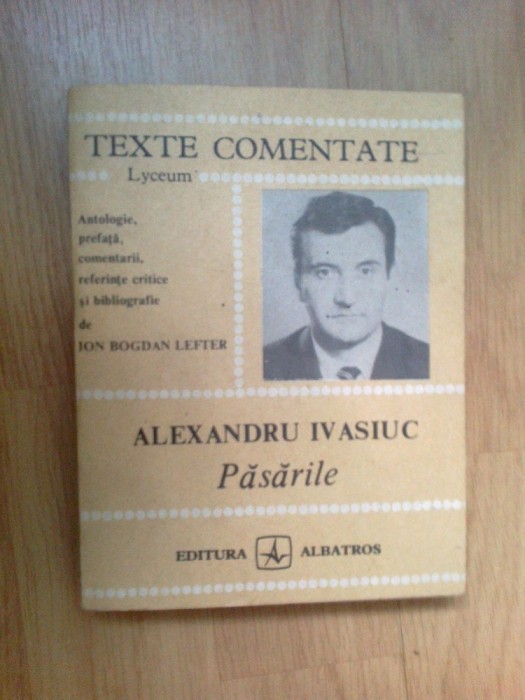 TEXTE COMENTATE
Lyceum
Antologie,
prefață,
comentarii,
referințe critice
și bibliografie
de
ION BOGDAN LEFTER
ALEXANDRU IVASIUC
Păsările
EDITURA ALBATROS